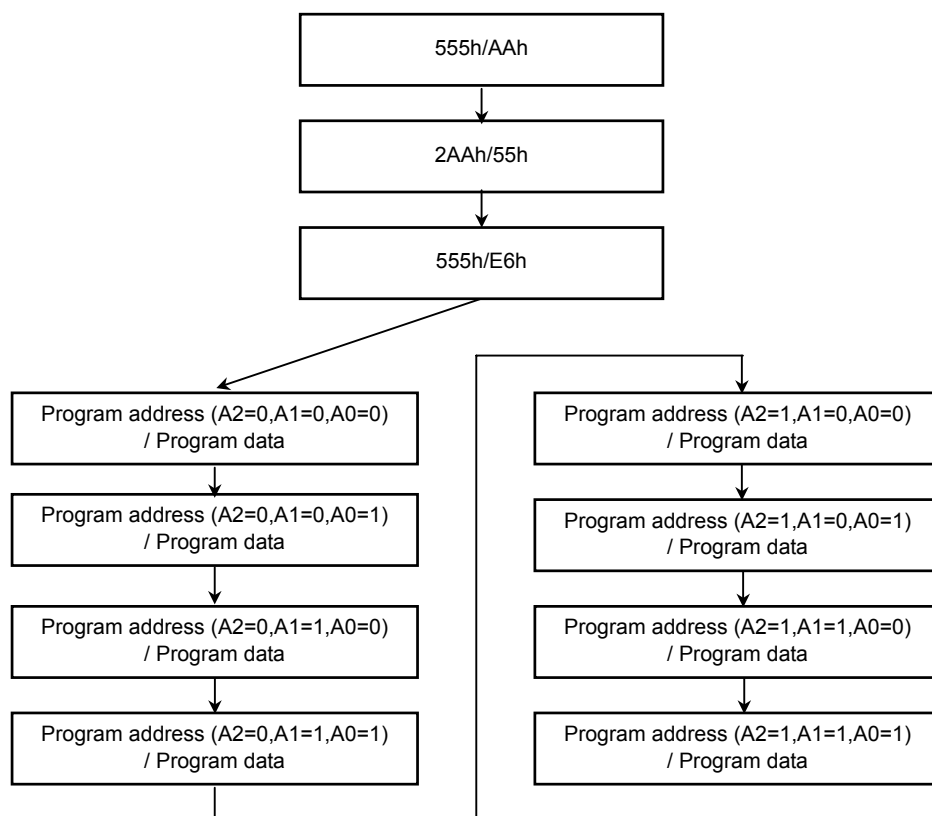 555h/AAh
2AAh/55h
555h/E6h
Program address (A2=0,A1=0,A0=0)
/ Program data
Program address (A2=0,A1=0,A0=1)
/ Program data
Program address (A2=0,A1=1,A0=0)
/ Program data
Program address (A2=0,A1=1,A0=1)
/ Program data
Program address (A2=1,A1=0,A0=0)
/ Program data
Program address (A2=1,A1=0,A0=1)
/ Program data
Program address (A2=1,A1=1,A0=0)
/ Program data
Program address (A2=1,A1=1,A0=1)
/ Program data